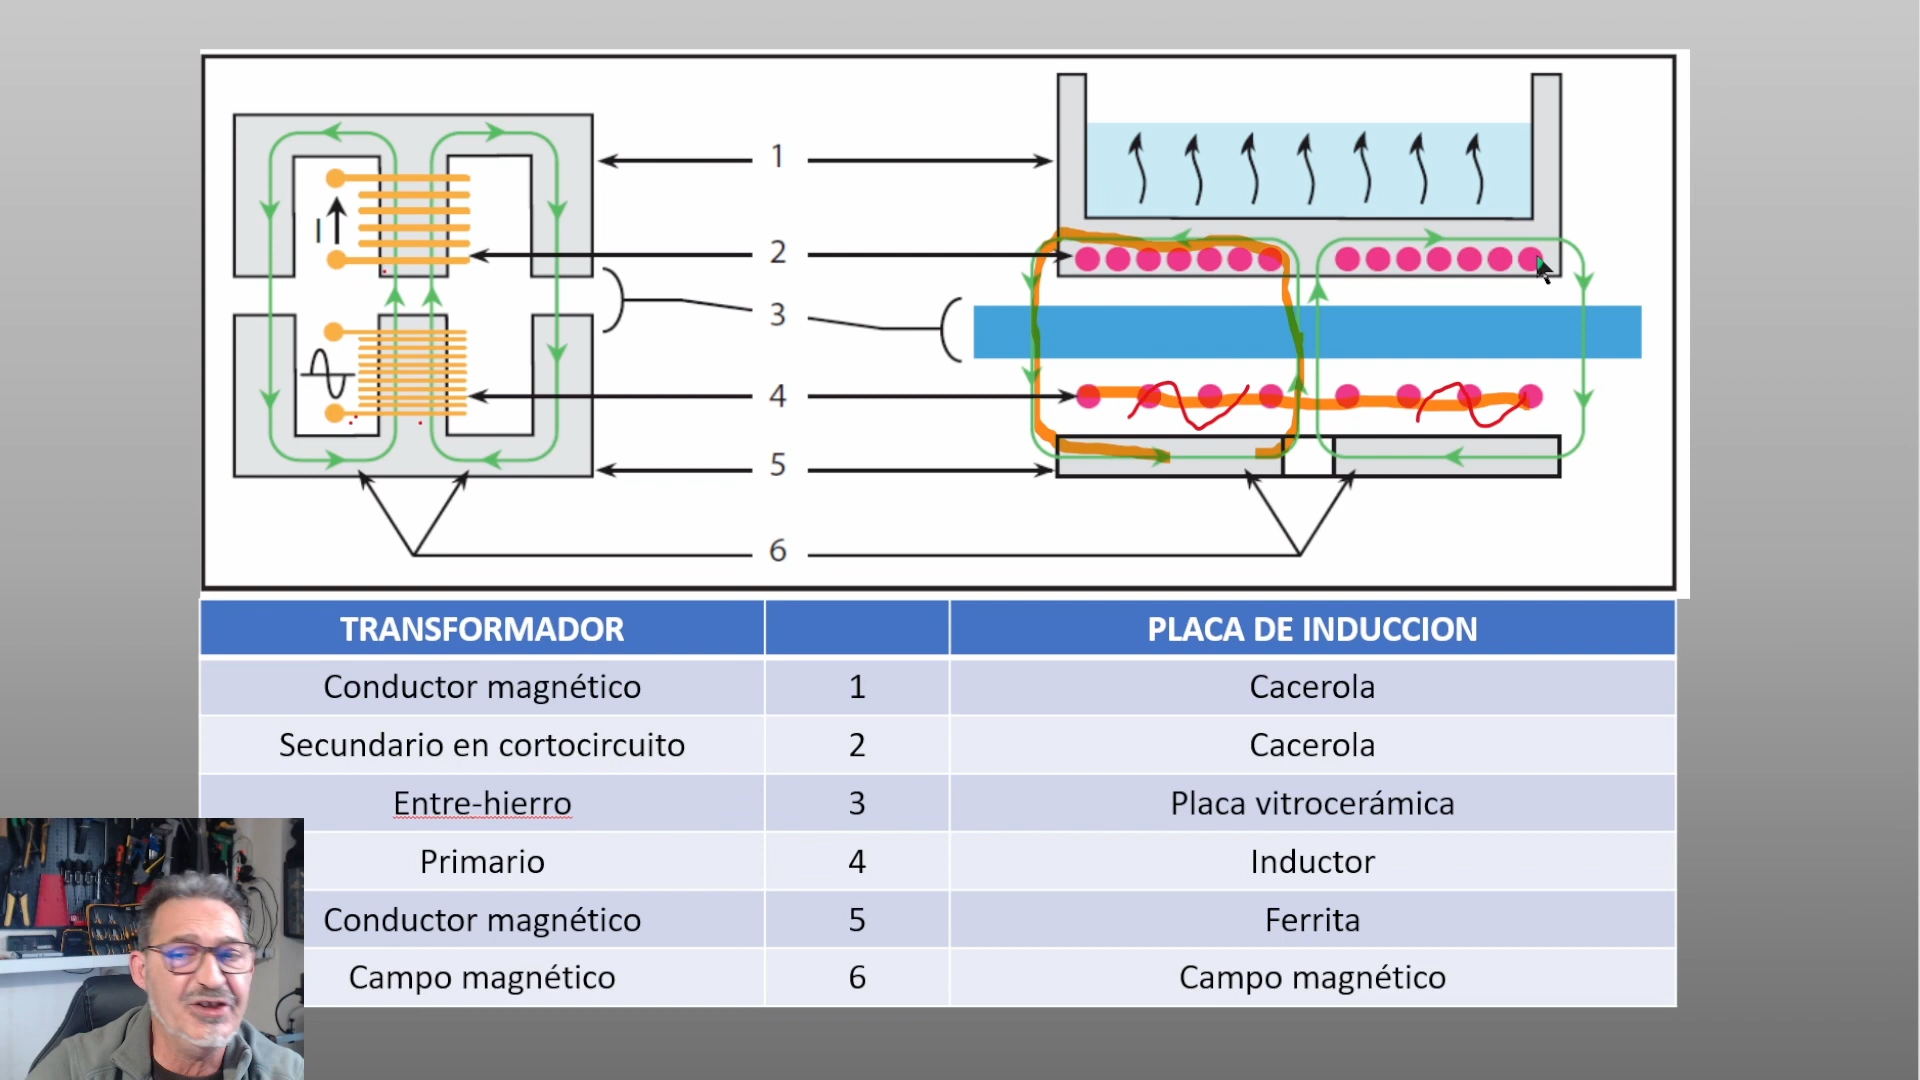 1
I
2
3
4
5
6
TRANSFORMADOR PLACA DE INDUCCION
Conductor magnético 1 Cacerola
Secundario en cortocircuito 2 Cacerola
Entre-hierro 3 Placa vitrocerámica
Primario 4 Inductor
Conductor magnético 5 Ferrita
Campo magnético 6 Campo magnético